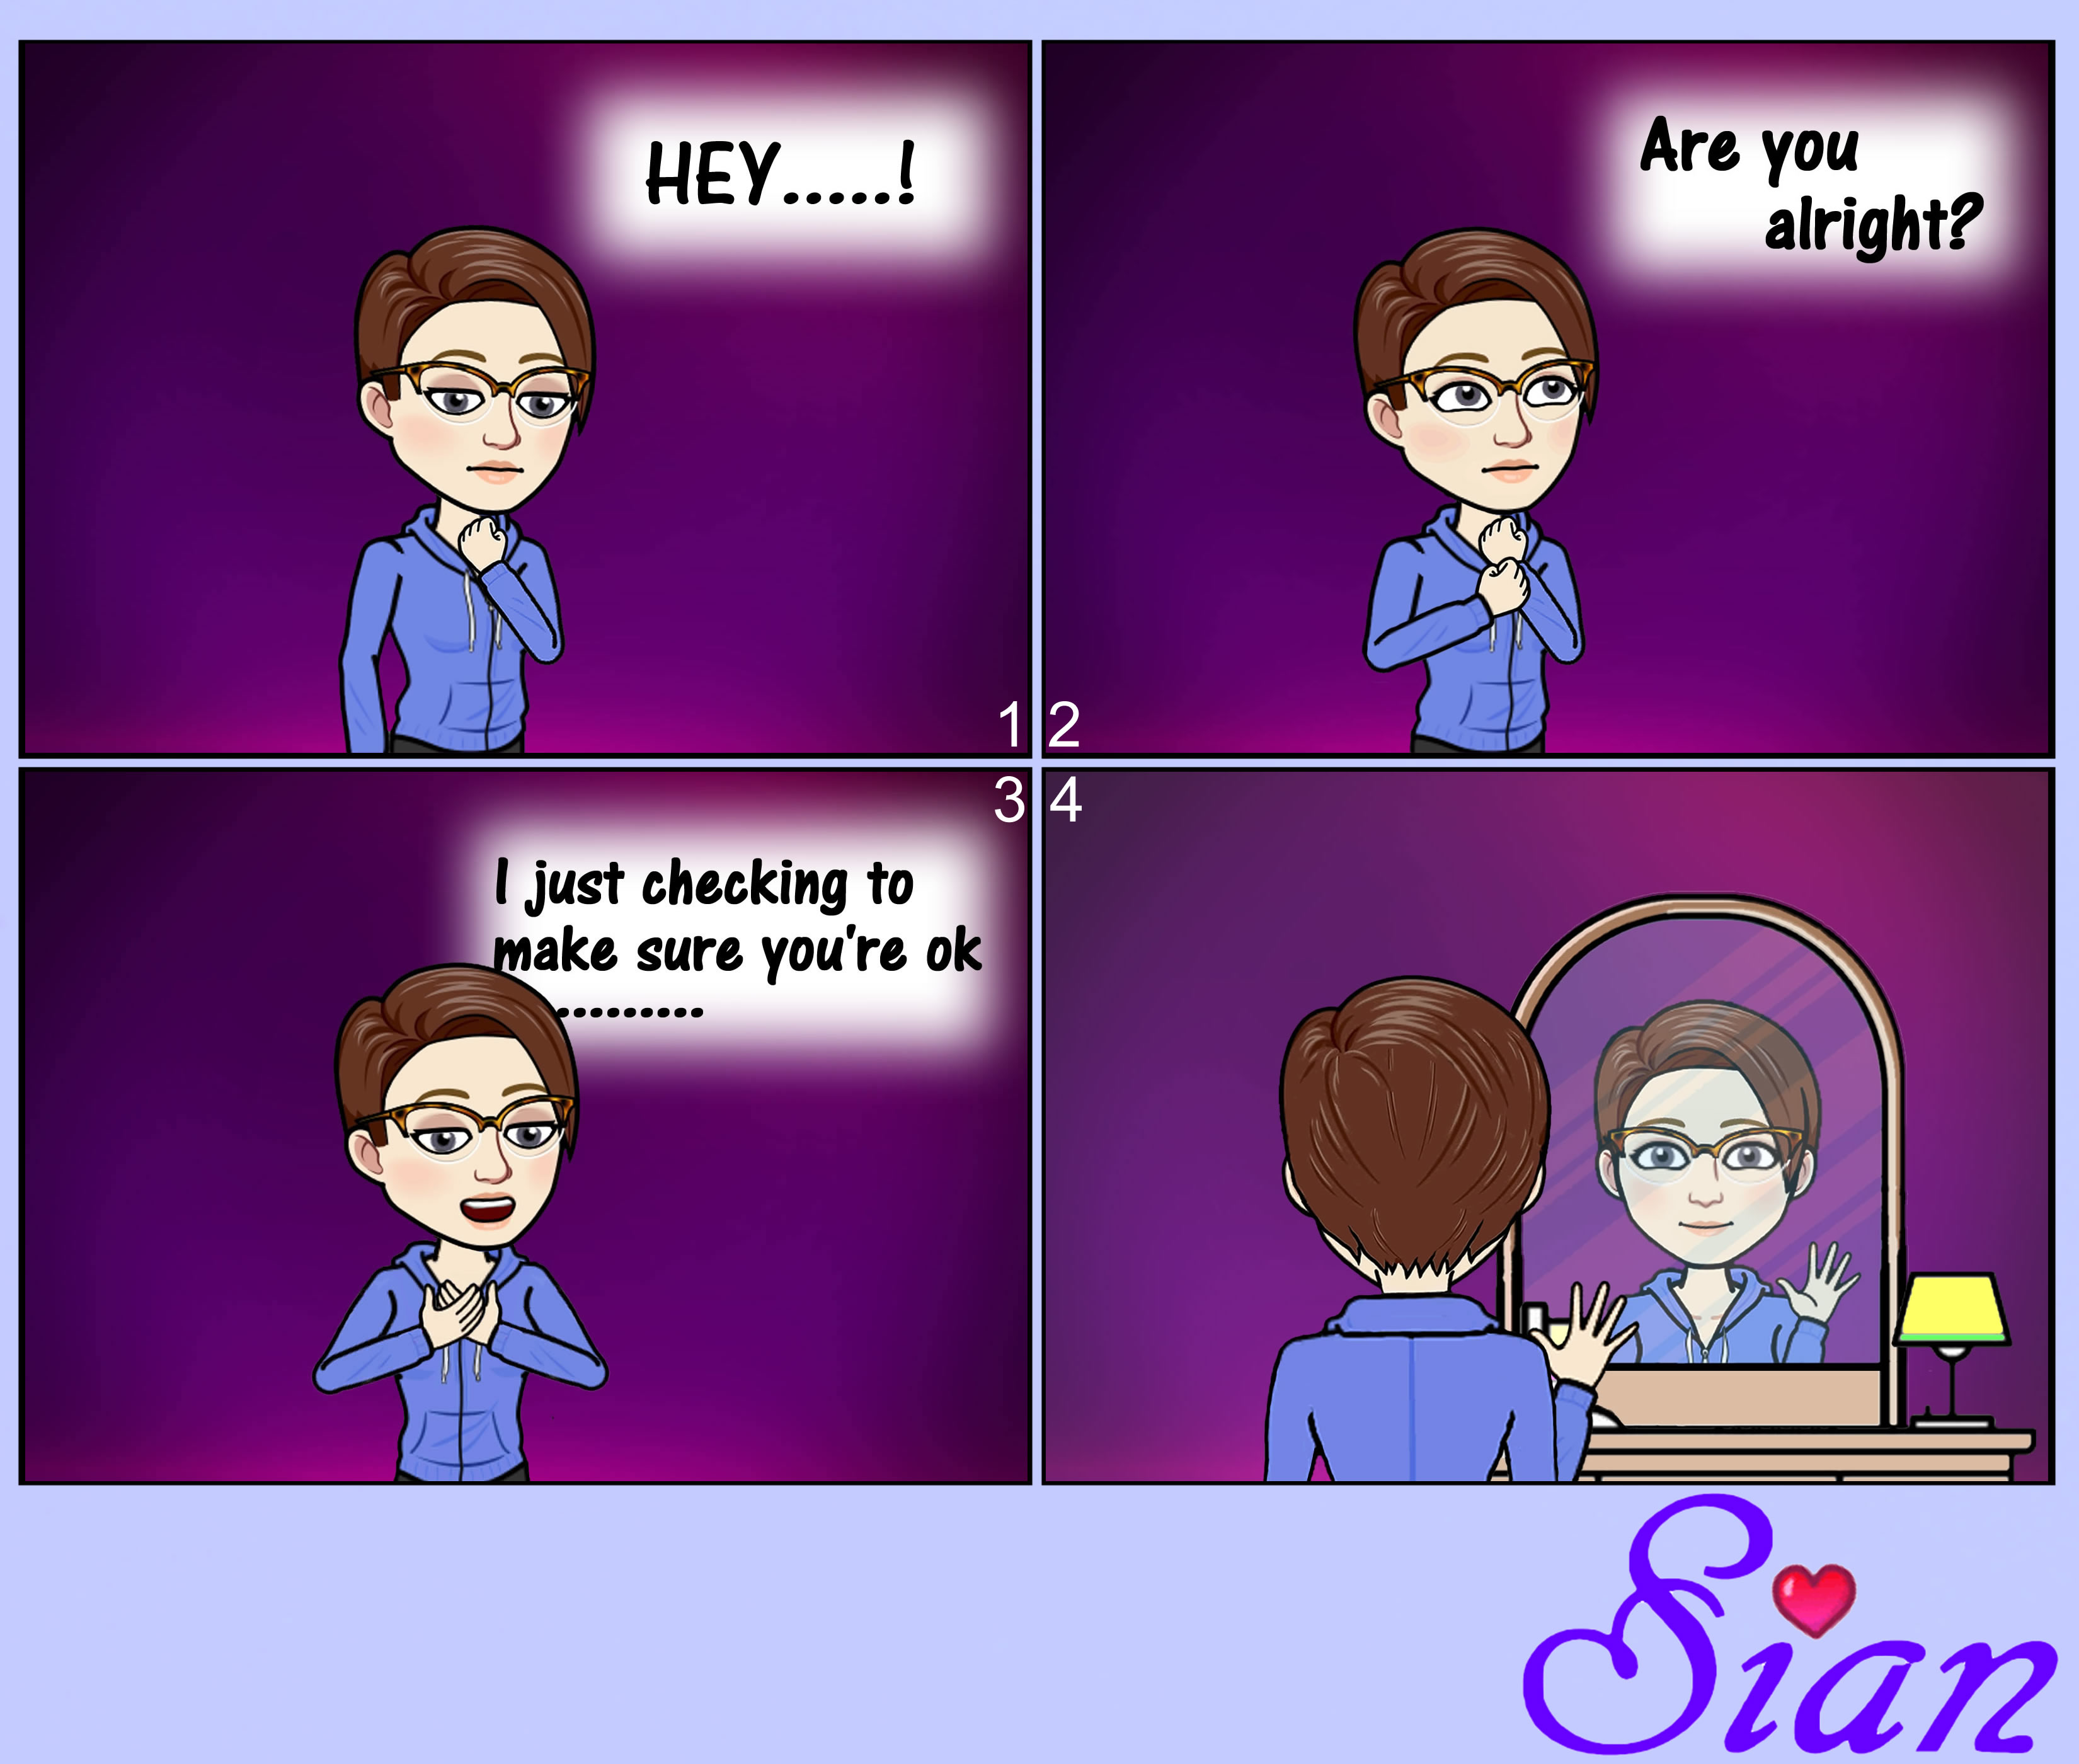 HEY.....!
1
Are you
alright?
2
3
I just checking to
make sure you're ok
.........
4
Sian